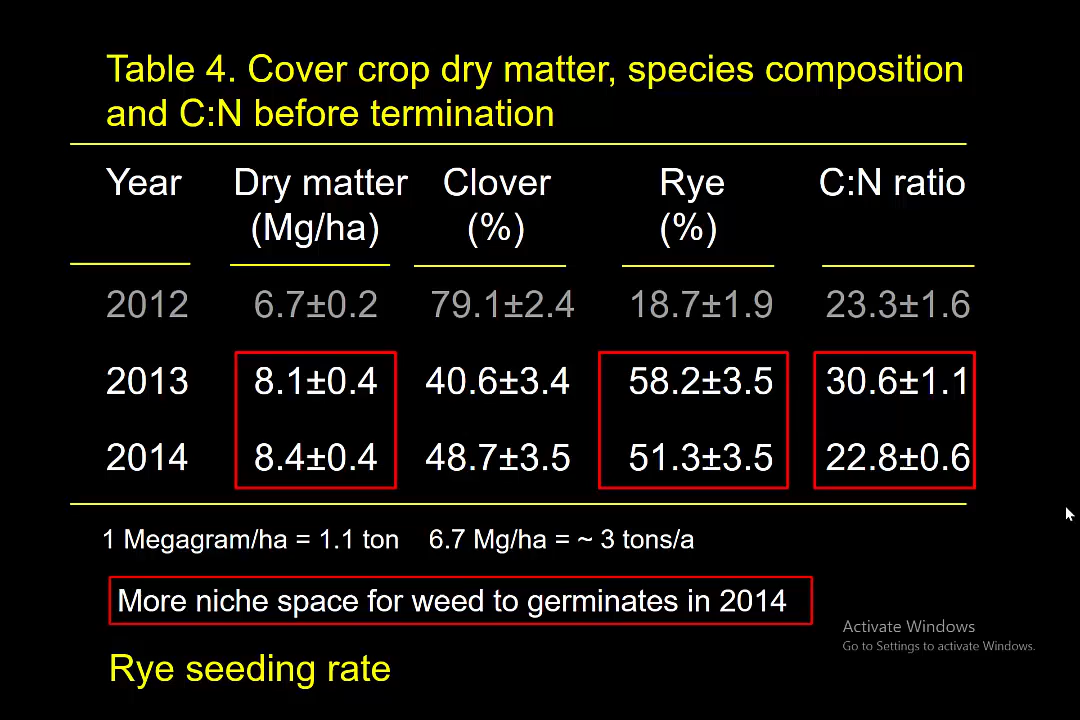 Table 4. Cover crop dry matter, species composition
and C:N before termination
Year Dry matter Clover Rye C:N ratio
(Mg/ha) (%) (%)
2012 6.7±0.2 79.1±2.4 18.7±1.9 23.3±1.6
2013 8.1±0.4 40.6±3.4 58.2±3.5 30.6±1.1
2014 8.4±0.4 48.7±3.5 51.3±3.5 22.8±0.6
1 Megagram/ha = 1.1 ton 6.7 Mg/ha = ~ 3 tons/a
More niche space for weed to germinates in 2014
Activate Windows
Go to Settings to activate Windows.
Rye seeding rate